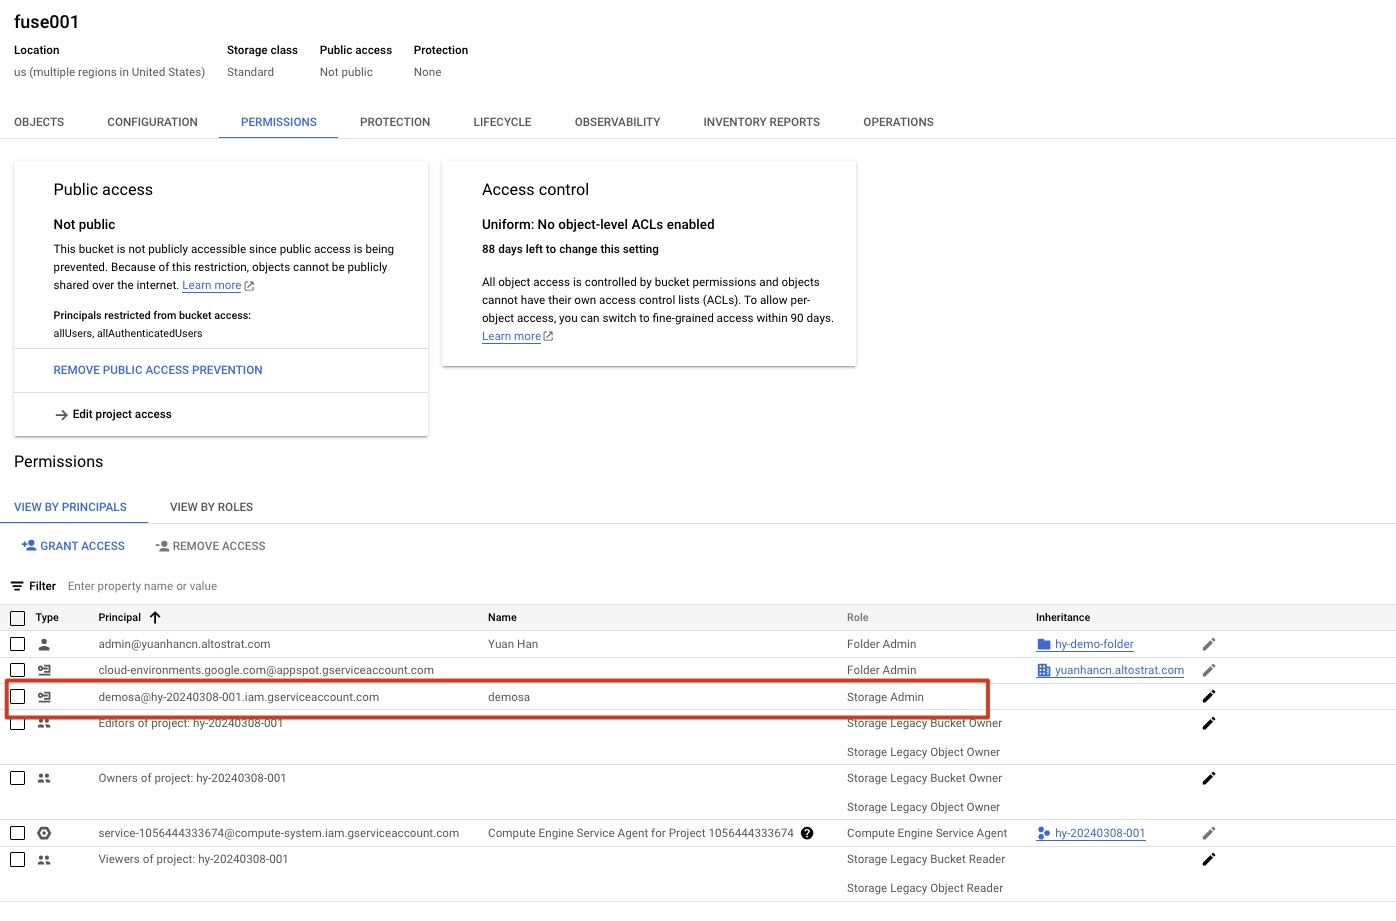 fuse001
Location Storage class Public access Protection
us (multiple regions in United States) Standard Not public None
OBJECTS CONFIGURATION PERMISSIONS PROTECTION LIFECYCLE OBSERVABILITY INVENTORY REPORTS OPERATIONS
Public access
Not public
This bucket is not publicly accessible since public access is being
prevented. Because of this restriction, objects cannot be publicly
shared over the internet. Learn more
Principals restricted from bucket access:
allUsers, allAuthenticatedUsers
REMOVE PUBLIC ACCESS PREVENTION
Edit project access
Access control
Uniform: No object-level ACLs enabled
88 days left to change this setting
All object access is controlled by bucket permissions and objects
cannot have their own access control lists (ACLs). To allow per-
object access, you can switch to fine-grained access within 90 days.
Learn more
Permissions
VIEW BY PRINCIPALS VIEW BY ROLES
GRANT ACCESS REMOVE ACCESS
Filter Enter property name or value
Type Principal Name Role Inheritance
admin@yuanhancn.altostrat.com Yuan Han Folder Admin hy-demo-folder
cloud-environments.google.com@appspot.gserviceaccount.com Folder Admin yuanhancn.altostrat.com
demosa@hy-20240308-001.iam.gserviceaccount.com demosa Storage Admin
Editors of project: hy-20240308-001 Storage Legacy Bucket Owner
Storage Legacy Object Owner
Owners of project: hy-20240308-001 Storage Legacy Bucket Owner
Storage Legacy Object Owner
service-1056444333674@compute-system.iam.gserviceaccount.com Compute Engine Service Agent for Project 1056444333674 Compute Engine Service Agent hy-20240308-001
Viewers of project: hy-20240308-001 Storage Legacy Bucket Reader
Storage Legacy Object Reader